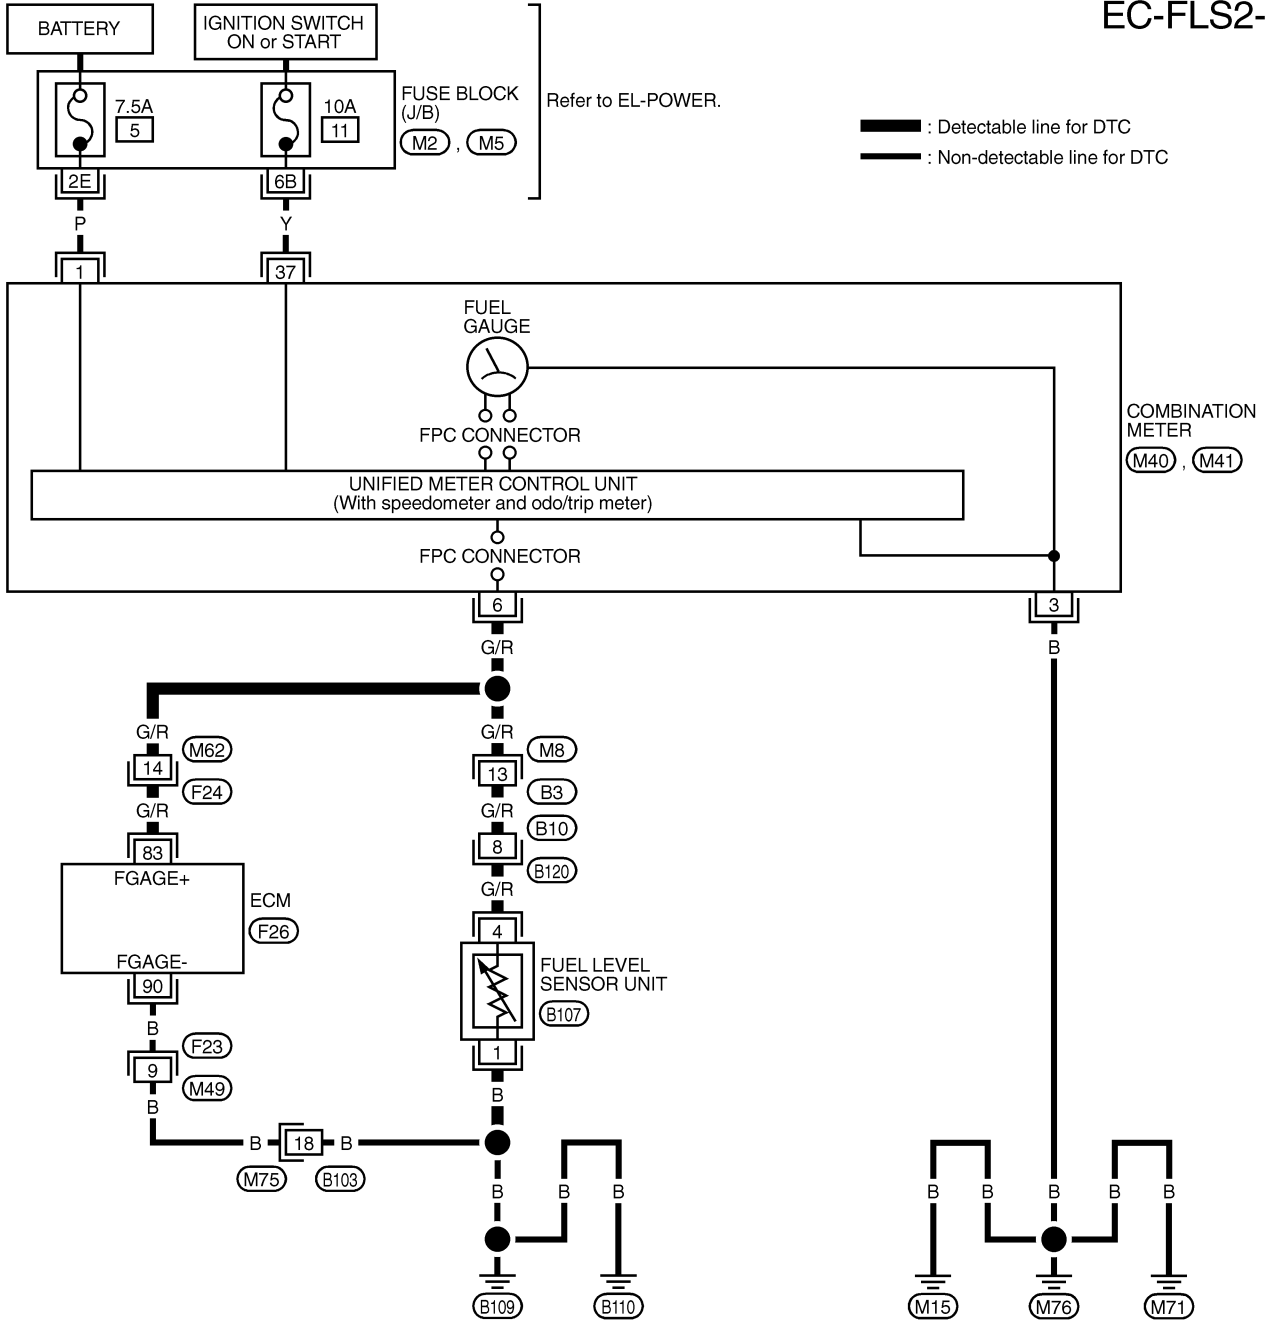 EC-FLS2-
BATTERY
IGNITION SWITCH
ON or START
7.5A
5
10A
11
FUSE BLOCK
(J/B)
M2 , M5
Refer to EL-POWER.
: Detectable line for DTC
: Non-detectable line for DTC
2E
6B
P
Y
1
37
FUEL
GAUGE
FPC CONNECTOR
COMBINATION
METER
M40 , M41
UNIFIED METER CONTROL UNIT
(With speedometer and odo/trip meter)
FPC CONNECTOR
6
3
G/R
B
G/R
G/R
M62
M8
14
13
F24
B3
G/R
G/R
B10
83
8
B120
FGAGE+
G/R
ECM
F26
4
FGAGE-
FUEL LEVEL
SENSOR UNIT
90
B107
B
F23
1
9
M49
B
B
B
18
B
M75
B103
B
B
B
B
B
B
B
B
B109
B110
M15
M76
M71